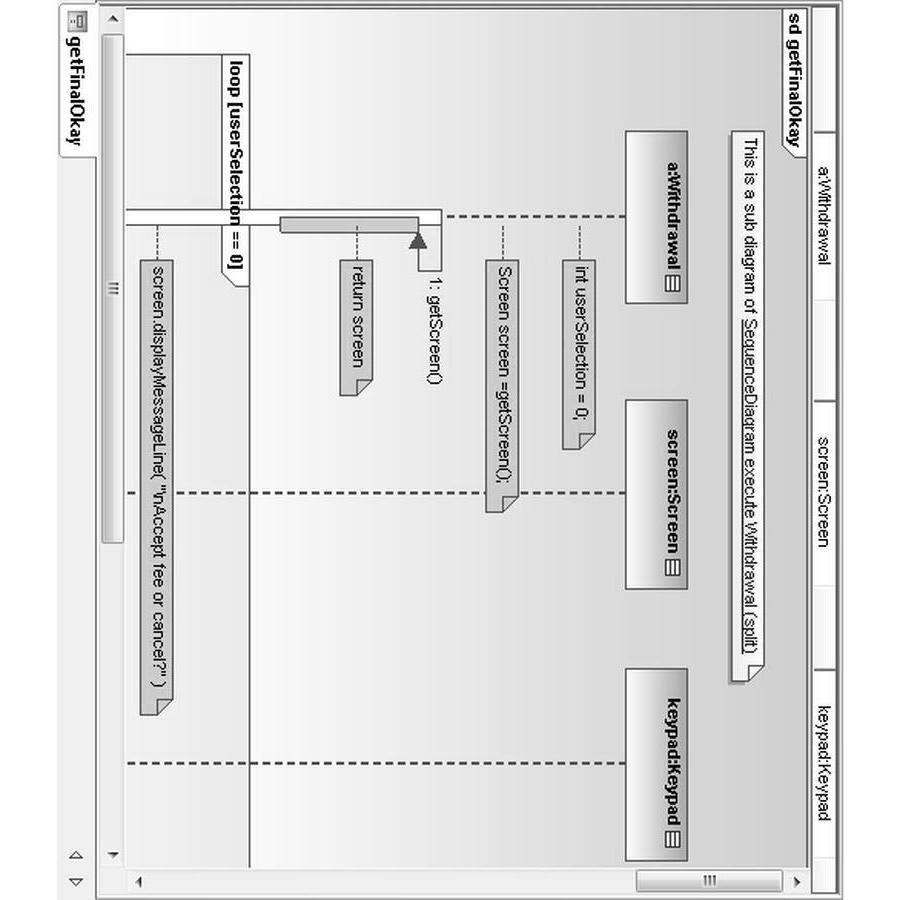 a:Withdrawal
screen:Screen
keypad:Keypad
sd getFinalOkay
This is a sub diagram of SequenceDiagram execute Withdrawal (split)
a:Withdrawal
screen:Screen
keypad:Keypad
int userSelection = 0;
Screen screen =getScreen();
1: getScreen()
return screen
loop [userSelection == 0]
screen.displayMessageLine( "\nAccept fee or cancel?" )
getFinalOkay